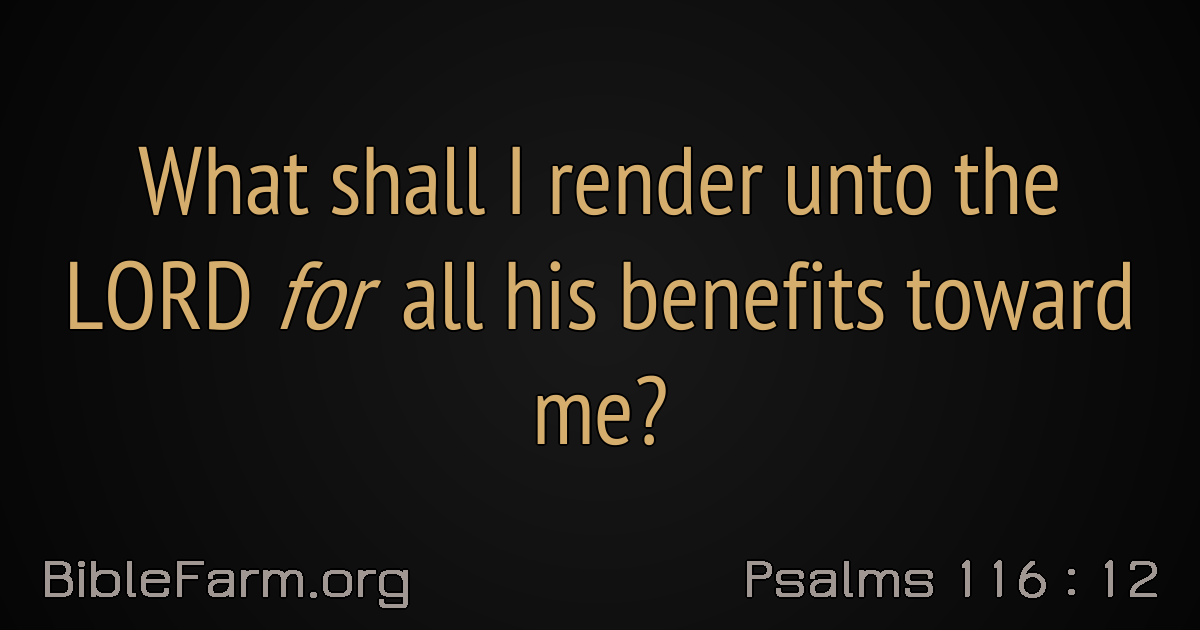 What shall I render unto the
LORD for all his benefits toward
me?
BibleFarm.org
Psalms 116 : 12